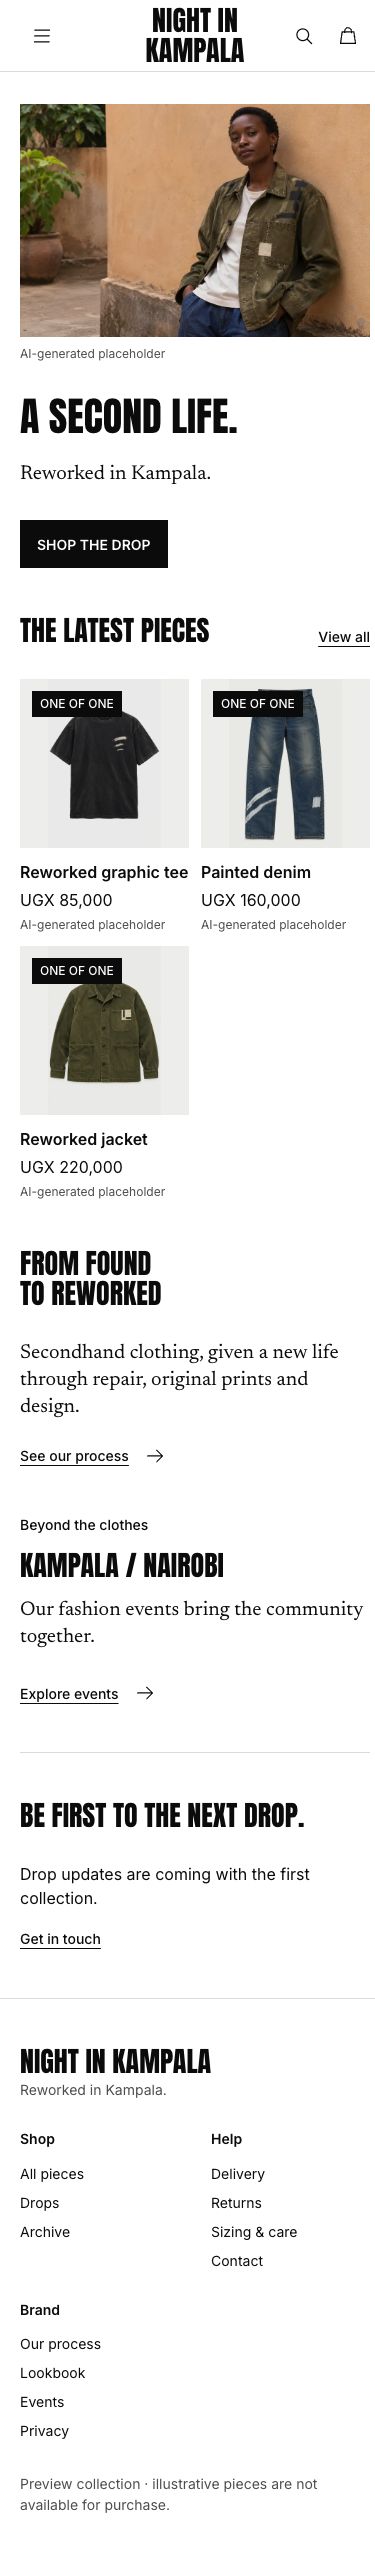 NIGHT IN
KAMPALA
AI-generated placeholder
A SECOND LIFE.
Reworked in Kampala.
SHOP THE DROP
THE LATEST PIECES
View all
ONE OF ONE
ONE OF ONE
Reworked graphic tee
UGX 85,000
AI-generated placeholder
Painted denim
UGX 160,000
AI-generated placeholder
ONE OF ONE
Reworked jacket
UGX 220,000
AI-generated placeholder
FROM FOUND
TO REWORKED
Secondhand clothing, given a new life
through repair, original prints and
design.
See our process
Beyond the clothes
KAMPALA / NAIROBI
Our fashion events bring the community
together.
Explore events
BE FIRST TO THE NEXT DROP.
Drop updates are coming with the first
collection.
Get in touch
NIGHT IN KAMPALA
Reworked in Kampala.
Shop
All pieces
Drops
Archive
Help
Delivery
Returns
Sizing & care
Contact
Brand
Our process
Lookbook
Events
Privacy
Preview collection · illustrative pieces are not
available for purchase.